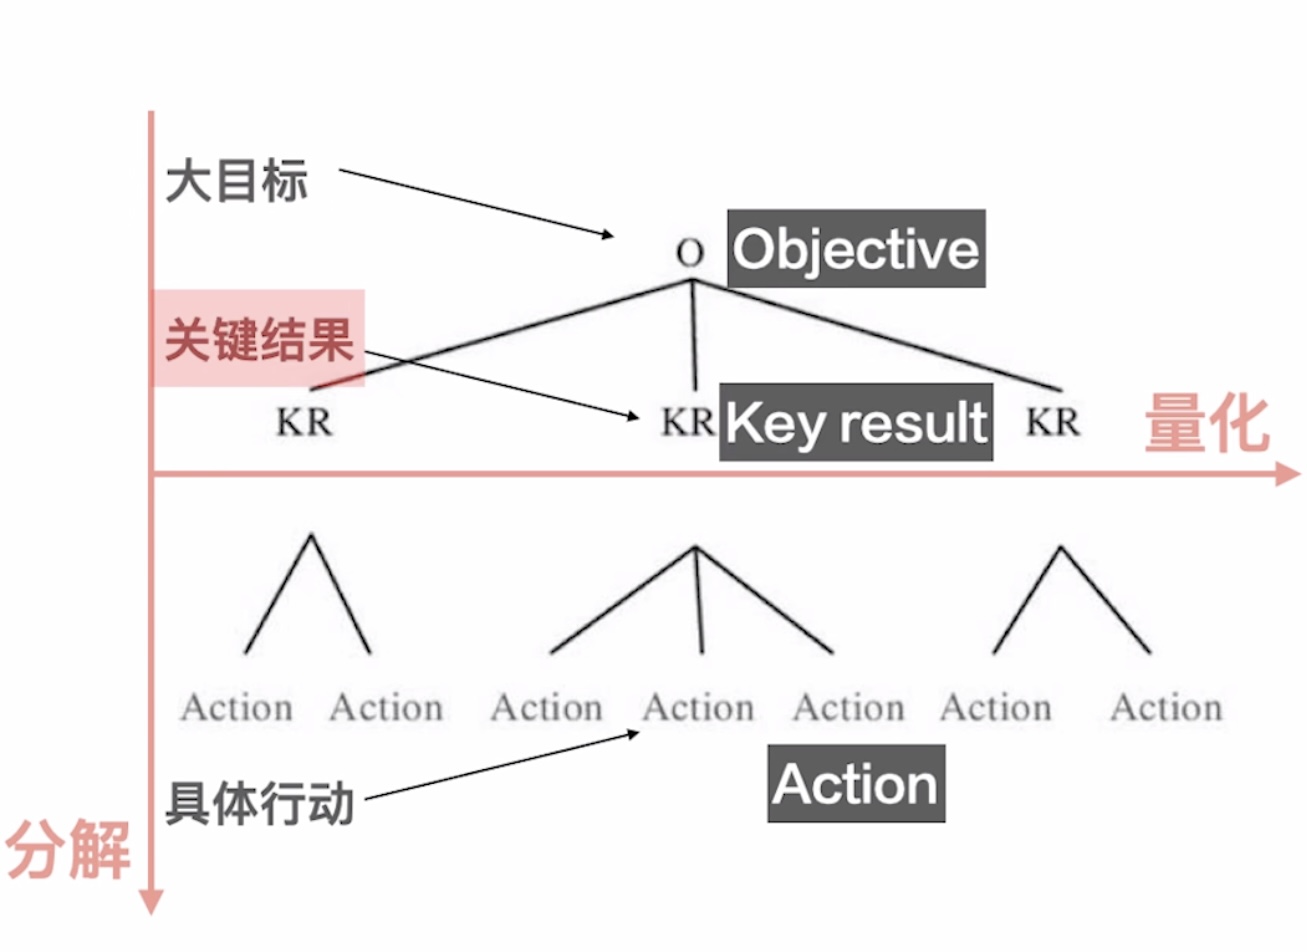 大目标
O Objective
关键结果
KR KR Key result KR
量化
Action Action Action Action Action Action Action
Action
具体行动
分解